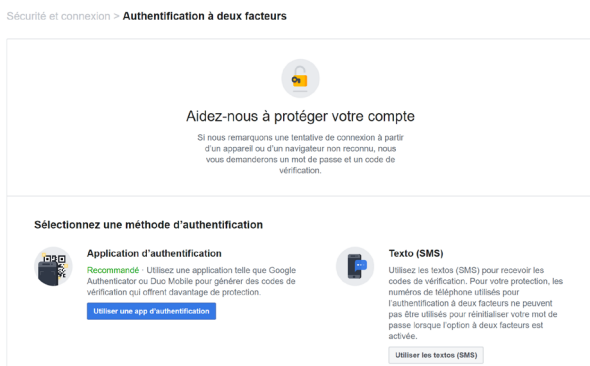 Sécurité et connexion > Authentification à deux facteurs
Aidez-nous à protéger votre compte
Si nous remarquons une tentative de connexion à partir
d'un appareil ou d'un navigateur non reconnu, nous
vous demanderons un mot de passe et un code de
vérification.
Sélectionnez une méthode d'authentification
Application d'authentification
Recommandé · Utilisez une application telle que Google
Authenticator ou Duo Mobile pour générer des codes de
vérification qui offrent davantage de protection.
Utiliser une app d'authentification
Texto (SMS)
Utilisez les textos (SMS) pour recevoir les
codes de vérification. Pour votre protection, les
numéros de téléphone utilisés pour
l'authentification à deux facteurs ne peuvent
pas être utilisés pour réinitialiser votre mot de
passe lorsque l'option à deux facteurs est
activée.
Utiliser les textos (SMS)